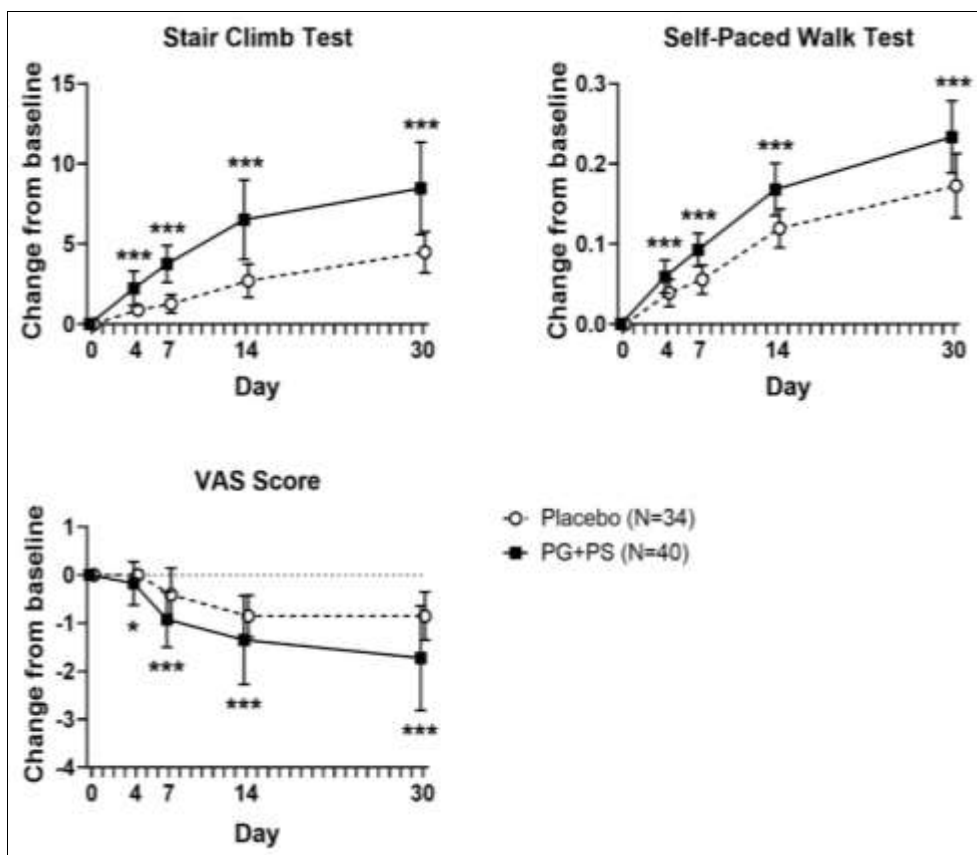 Stair Climb Test
Change from baseline
15
10
5
0
***
***
***
***
0 4 7 14 30
Day
Self-Paced Walk Test
Change from baseline
0.3
0.2
0.1
0.0
***
***
***
***
0 4 7 14 30
Day
VAS Score
Change from baseline
1
0
-1
-2
-3
-4
*
***
***
***
0 4 7 14 30
Day
Placebo (N=34)
PG+PS (N=40)